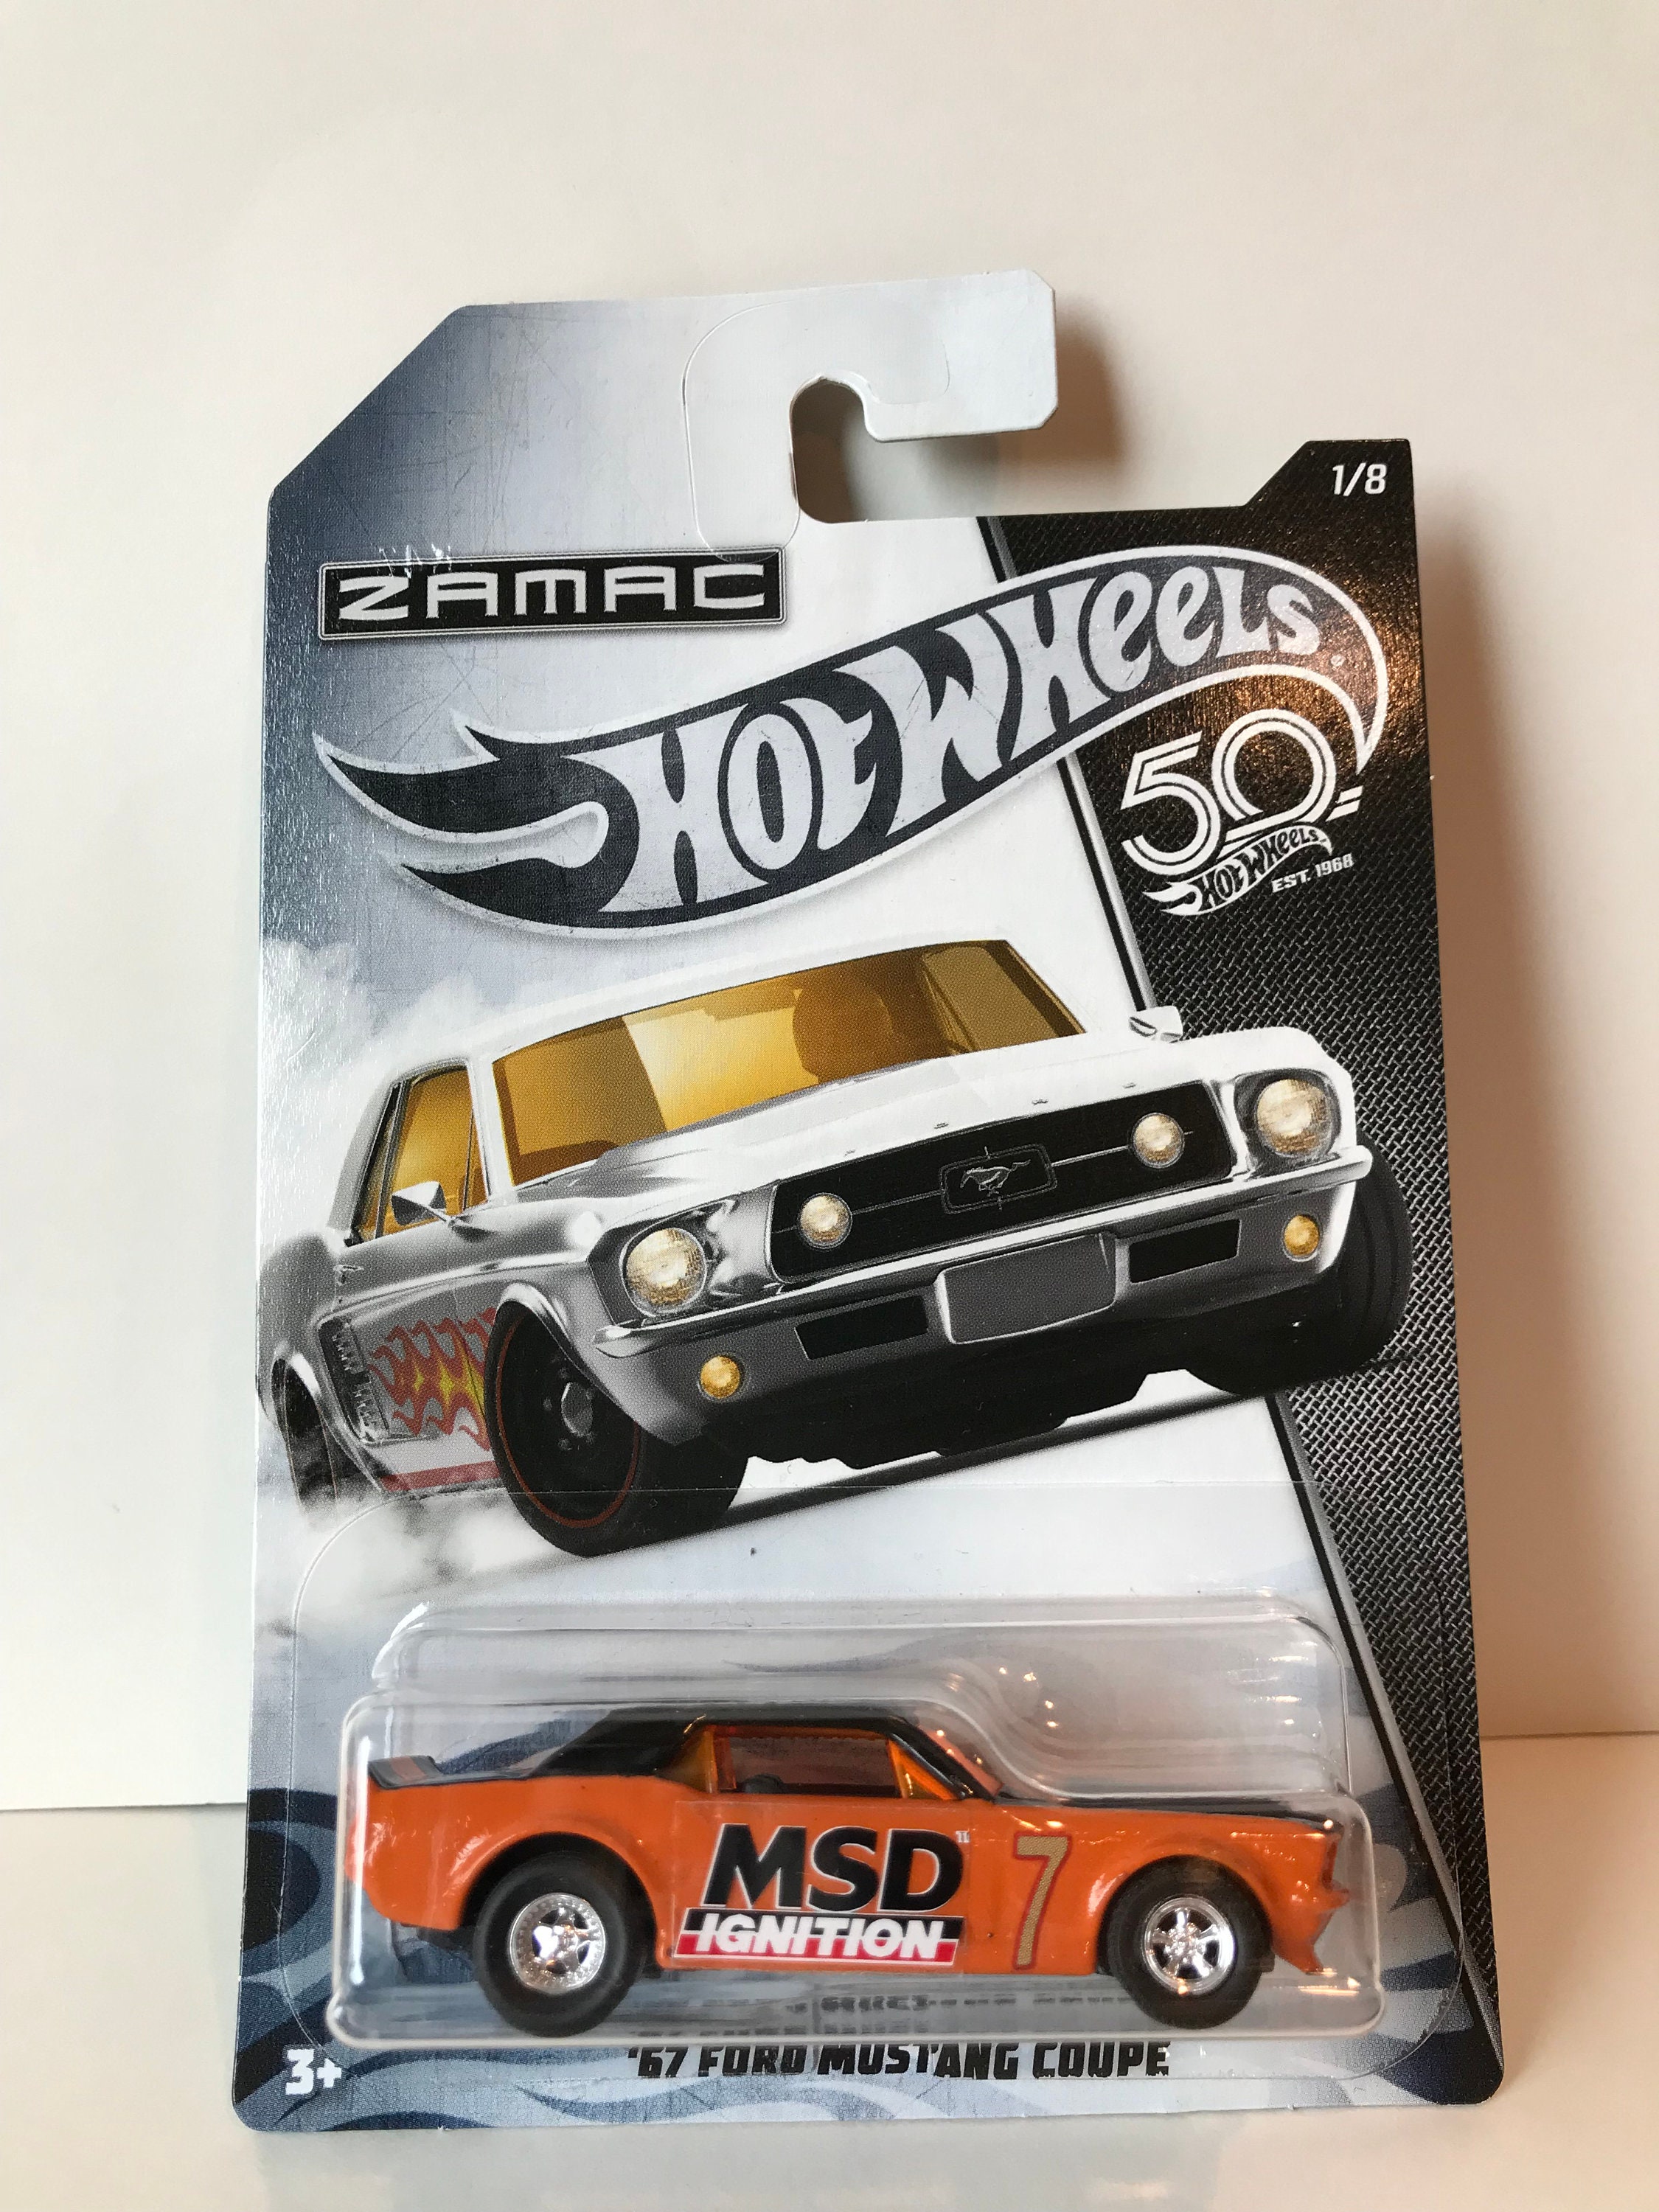 1/8
ZAMAC
HOT WHEELS
50
HOT WHEELS
EST. 1968
MSD
IGNITION
7
3+
'67 FORD MUSTANG COUPE